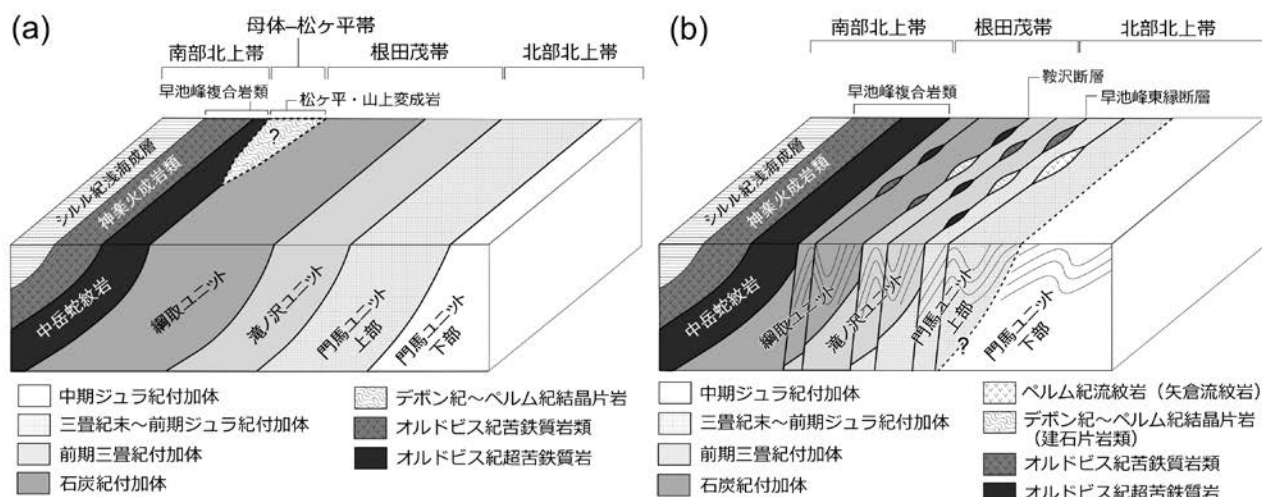 (a)
母体–松ヶ平帯
南部北上帯
根田茂帯
北部北上帯
早池峰複合岩類
松ヶ平・山上変成岩
?
シルル紀浅海成層
神楽火成岩類
中岳蛇紋岩
綱取ユニット
滝ノ沢ユニット
門馬ユニット
上部
門馬ユニット
下部
中期ジュラ紀付加体
三畳紀末～前期ジュラ紀付加体
前期三畳紀付加体
石炭紀付加体
デボン紀～ペルム紀結晶片岩
オルドビス紀苦鉄質岩類
オルドビス紀超苦鉄質岩
(b)
南部北上帯
根田茂帯
北部北上帯
鞍沢断層
早池峰複合岩類
早池峰東縁断層
シルル紀浅海成層
神楽火成岩類
中岳蛇紋岩
綱取ユニット
滝ノ沢ユニット
門馬ユニット
上部
?
門馬ユニット
下部
中期ジュラ紀付加体
三畳紀末～前期ジュラ紀付加体
前期三畳紀付加体
石炭紀付加体
ペルム紀流紋岩（矢倉流紋岩）
デボン紀～ペルム紀結晶片岩
（建石片岩類）
オルドビス紀苦鉄質岩類
オルドビス紀超苦鉄質岩